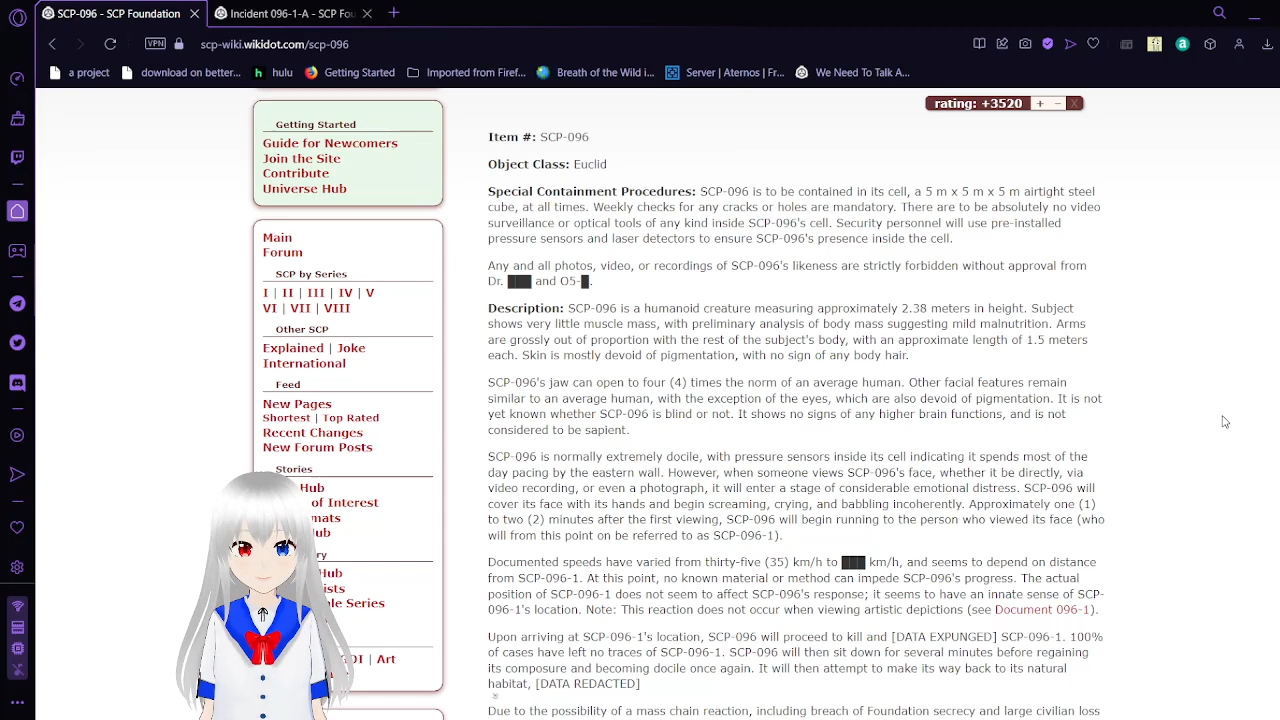 SCP-096 - SCP Foundation
Incident 096-1-A - SCP Fou
VPN
scp-wiki.wikidot.com/scp-096
a project
download on better...
hulu
Getting Started
Imported from Firef...
Breath of the Wild i...
Server | Aternos | Fr...
We Need To Talk A...
rating: +3520 + – X
Getting Started
Guide for Newcomers
Join the Site
Contribute
Universe Hub
Main
Forum
SCP by Series
I | II | III | IV | V
VI | VII | VIII
Other SCP
Explained | Joke
International
Feed
New Pages
Shortest | Top Rated
Recent Changes
New Forum Posts
Stories
Hub
of Interest
mats
ub
ry
Hub
ists
le Series
OI | Art
Item #: SCP-096
Object Class: Euclid
Special Containment Procedures: SCP-096 is to be contained in its cell, a 5 m x 5 m x 5 m airtight steel
cube, at all times. Weekly checks for any cracks or holes are mandatory. There are to be absolutely no video
surveillance or optical tools of any kind inside SCP-096's cell. Security personnel will use pre-installed
pressure sensors and laser detectors to ensure SCP-096's presence inside the cell.
Any and all photos, video, or recordings of SCP-096's likeness are strictly forbidden without approval from
Dr. ███ and O5-█.
Description: SCP-096 is a humanoid creature measuring approximately 2.38 meters in height. Subject
shows very little muscle mass, with preliminary analysis of body mass suggesting mild malnutrition. Arms
are grossly out of proportion with the rest of the subject's body, with an approximate length of 1.5 meters
each. Skin is mostly devoid of pigmentation, with no sign of any body hair.
SCP-096's jaw can open to four (4) times the norm of an average human. Other facial features remain
similar to an average human, with the exception of the eyes, which are also devoid of pigmentation. It is not
yet known whether SCP-096 is blind or not. It shows no signs of any higher brain functions, and is not
considered to be sapient.
SCP-096 is normally extremely docile, with pressure sensors inside its cell indicating it spends most of the
day pacing by the eastern wall. However, when someone views SCP-096's face, whether it be directly, via
video recording, or even a photograph, it will enter a stage of considerable emotional distress. SCP-096 will
cover its face with its hands and begin screaming, crying, and babbling incoherently. Approximately one (1)
to two (2) minutes after the first viewing, SCP-096 will begin running to the person who viewed its face (who
will from this point on be referred to as SCP-096-1).
Documented speeds have varied from thirty-five (35) km/h to ███ km/h, and seems to depend on distance
from SCP-096-1. At this point, no known material or method can impede SCP-096's progress. The actual
position of SCP-096-1 does not seem to affect SCP-096's response; it seems to have an innate sense of SCP-
096-1's location. Note: This reaction does not occur when viewing artistic depictions (see Document 096-1).
Upon arriving at SCP-096-1's location, SCP-096 will proceed to kill and [DATA EXPUNGED] SCP-096-1. 100%
of cases have left no traces of SCP-096-1. SCP-096 will then sit down for several minutes before regaining
its composure and becoming docile once again. It will then attempt to make its way back to its natural
habitat, [DATA REDACTED]
Due to the possibility of a mass chain reaction, including breach of Foundation secrecy and large civilian loss